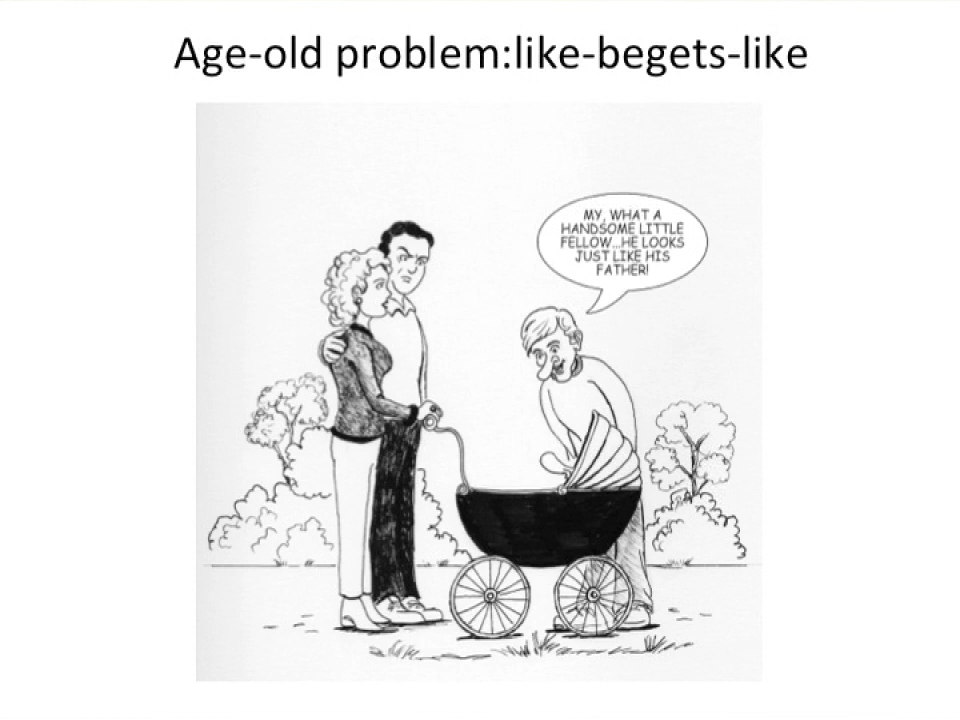 Age-old problem:like-begets-like
MY, WHAT A
HANDSOME LITTLE
FELLOW...HE LOOKS
JUST LIKE HIS
FATHER!